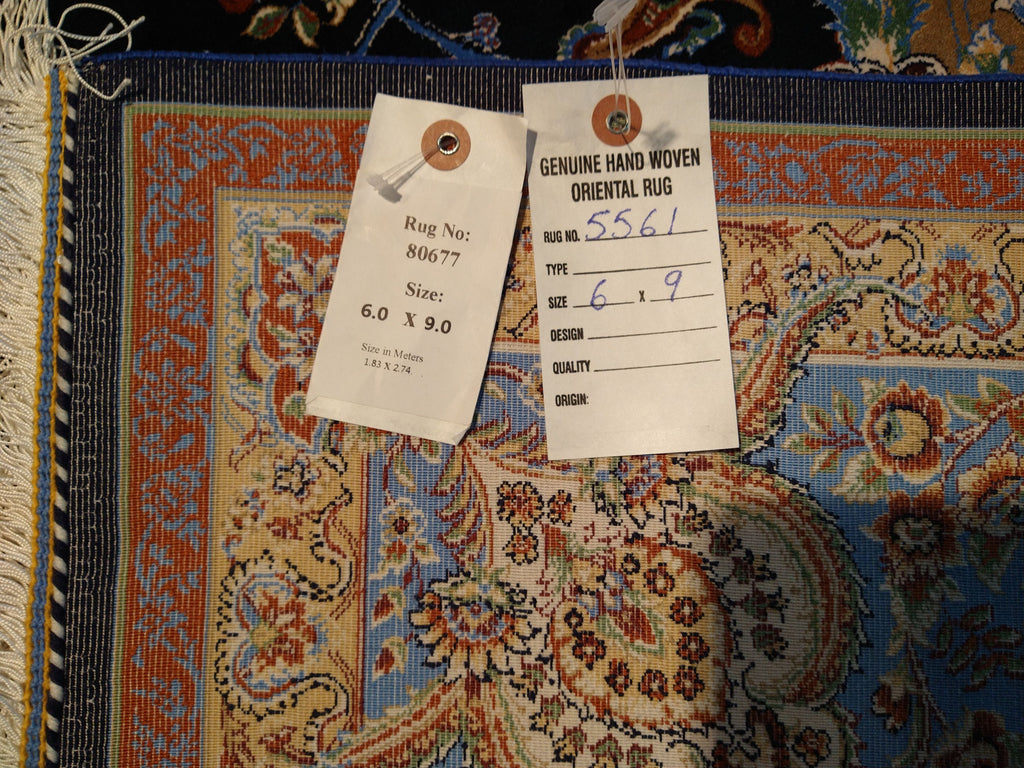 Rug No:
80677
Size:
6.0 X 9.0
Size in Meters
1.83 X 2.74
GENUINE HAND WOVEN
ORIENTAL RUG
RUG NO. 5561
TYPE
SIZE 6 X 9
DESIGN
QUALITY
ORIGIN: